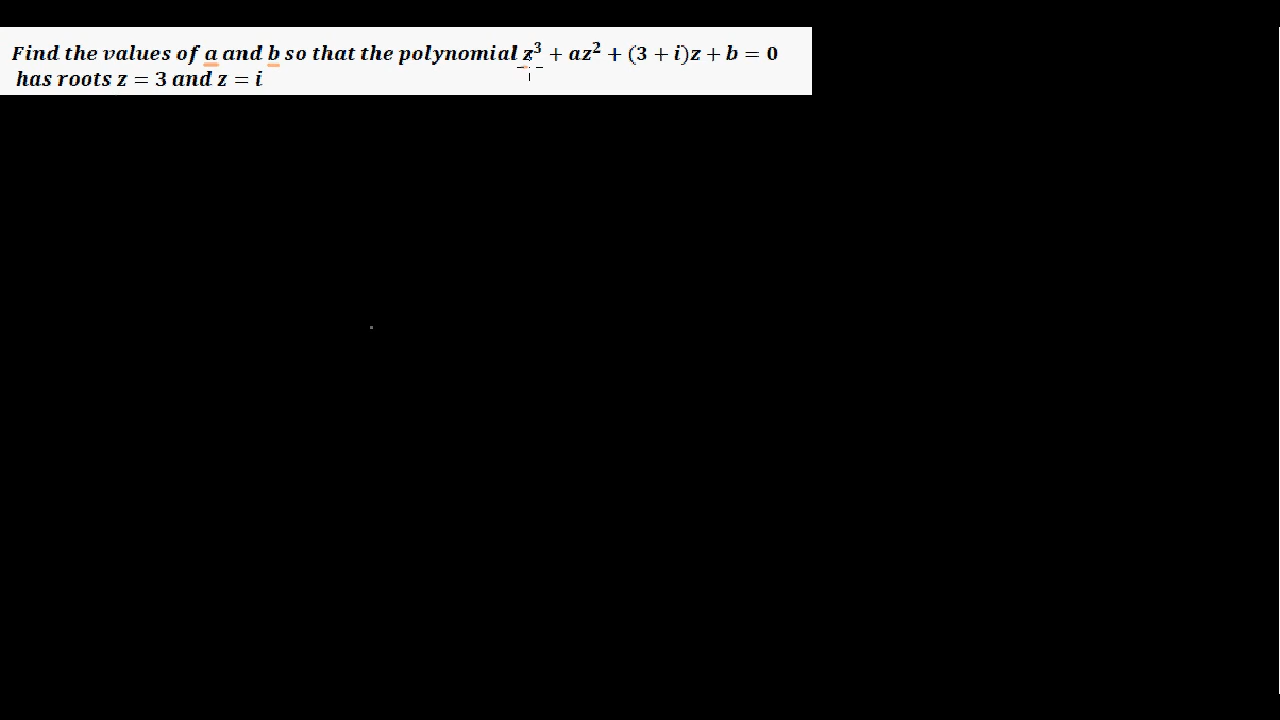 Find the values of a and b so that the polynomial z³ + az² + (3 + i)z + b = 0
has roots z = 3 and z = i